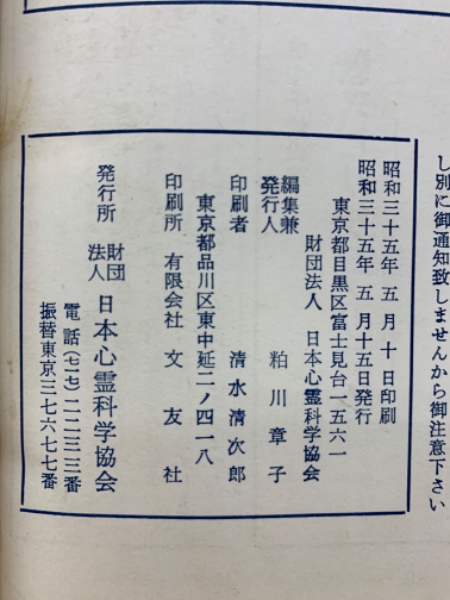 し別に御通知致しませんから御注意下さい
昭和三十五年 五 月 十 日印刷
昭和三十五年 五 月十五日発行
東京都目黒区富士見台一五六一
財団法人 日本心霊科学協会
編集兼
発行人 粕川章子
印刷者 清水清次郎
東京都品川区東中延二ノ四一八
印刷所 有限会社 文友社
発行所 財団
法人 日本心霊科学協会
電話(七一七)二二三三番
振替東京三七六七七番